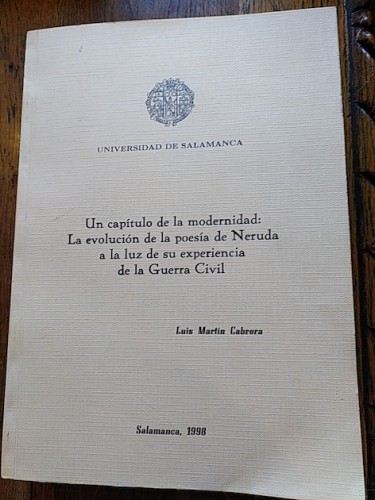 UNIVERSIDAD DE SALAMANCA
Un capítulo de la modernidad:
La evolución de la poesía de Neruda
a la luz de su experiencia
de la Guerra Civil
Luis Martín Cabrera
Salamanca, 1998